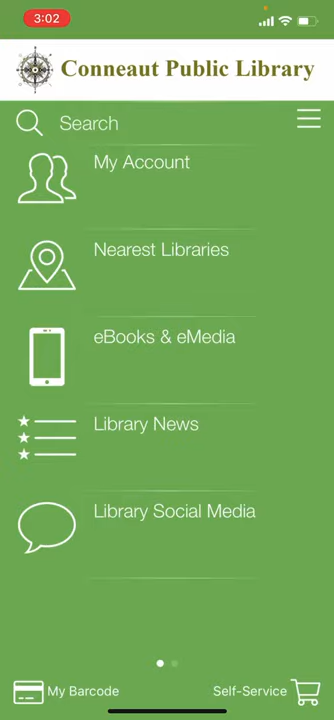 3:02
Conneaut Public Library
Search
My Account
Nearest Libraries
eBooks & eMedia
Library News
Library Social Media
My Barcode
Self-Service